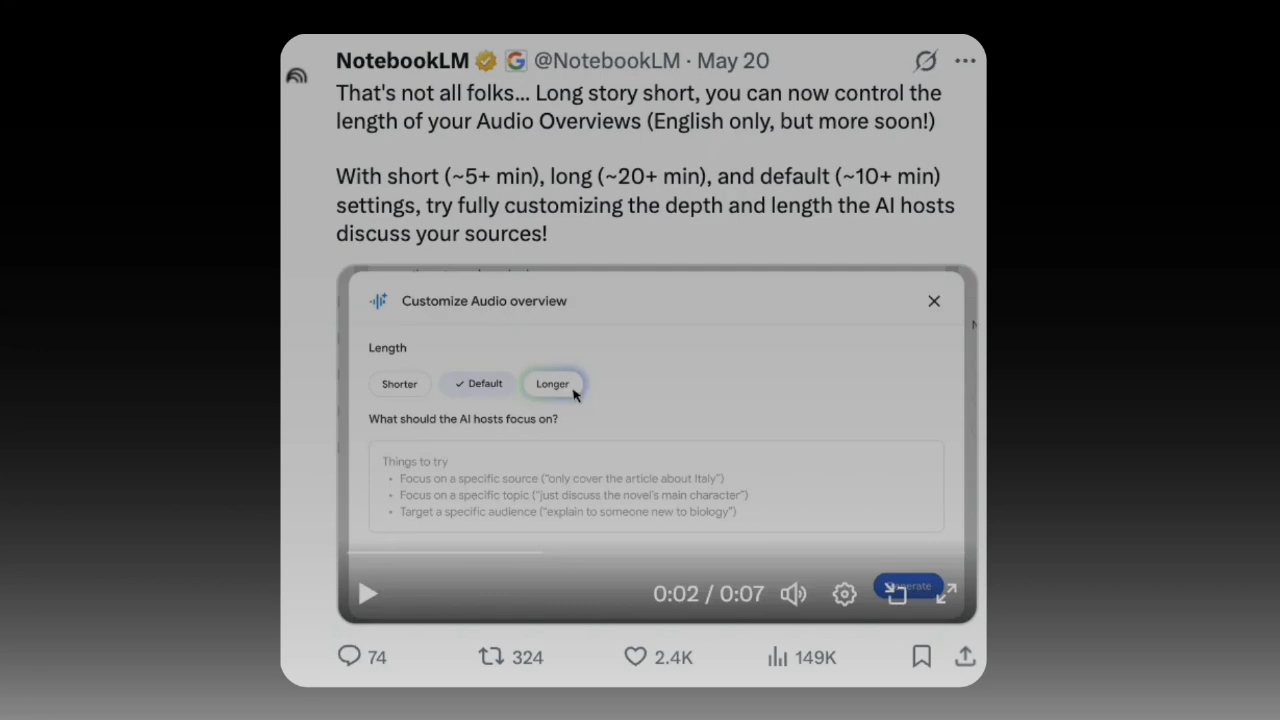 NotebookLM @NotebookLM · May 20
That's not all folks... Long story short, you can now control the
length of your Audio Overviews (English only, but more soon!)
With short (~5+ min), long (~20+ min), and default (~10+ min)
settings, try fully customizing the depth and length the AI hosts
discuss your sources!
Customize Audio overview
Length
Shorter
Default
Longer
What should the AI hosts focus on?
Things to try
• Focus on a specific source ("only cover the article about Italy")
• Focus on a specific topic ("just discuss the novel's main character")
• Target a specific audience ("explain to someone new to biology")
0:02 / 0:07
74
324
2.4K
149K